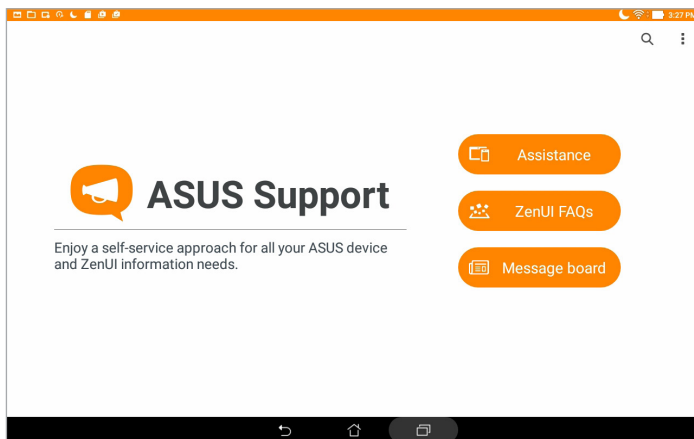 3:27 PM
ASUS Support
Enjoy a self-service approach for all your ASUS device
and ZenUI information needs.
Assistance
ZenUI FAQs
Message board